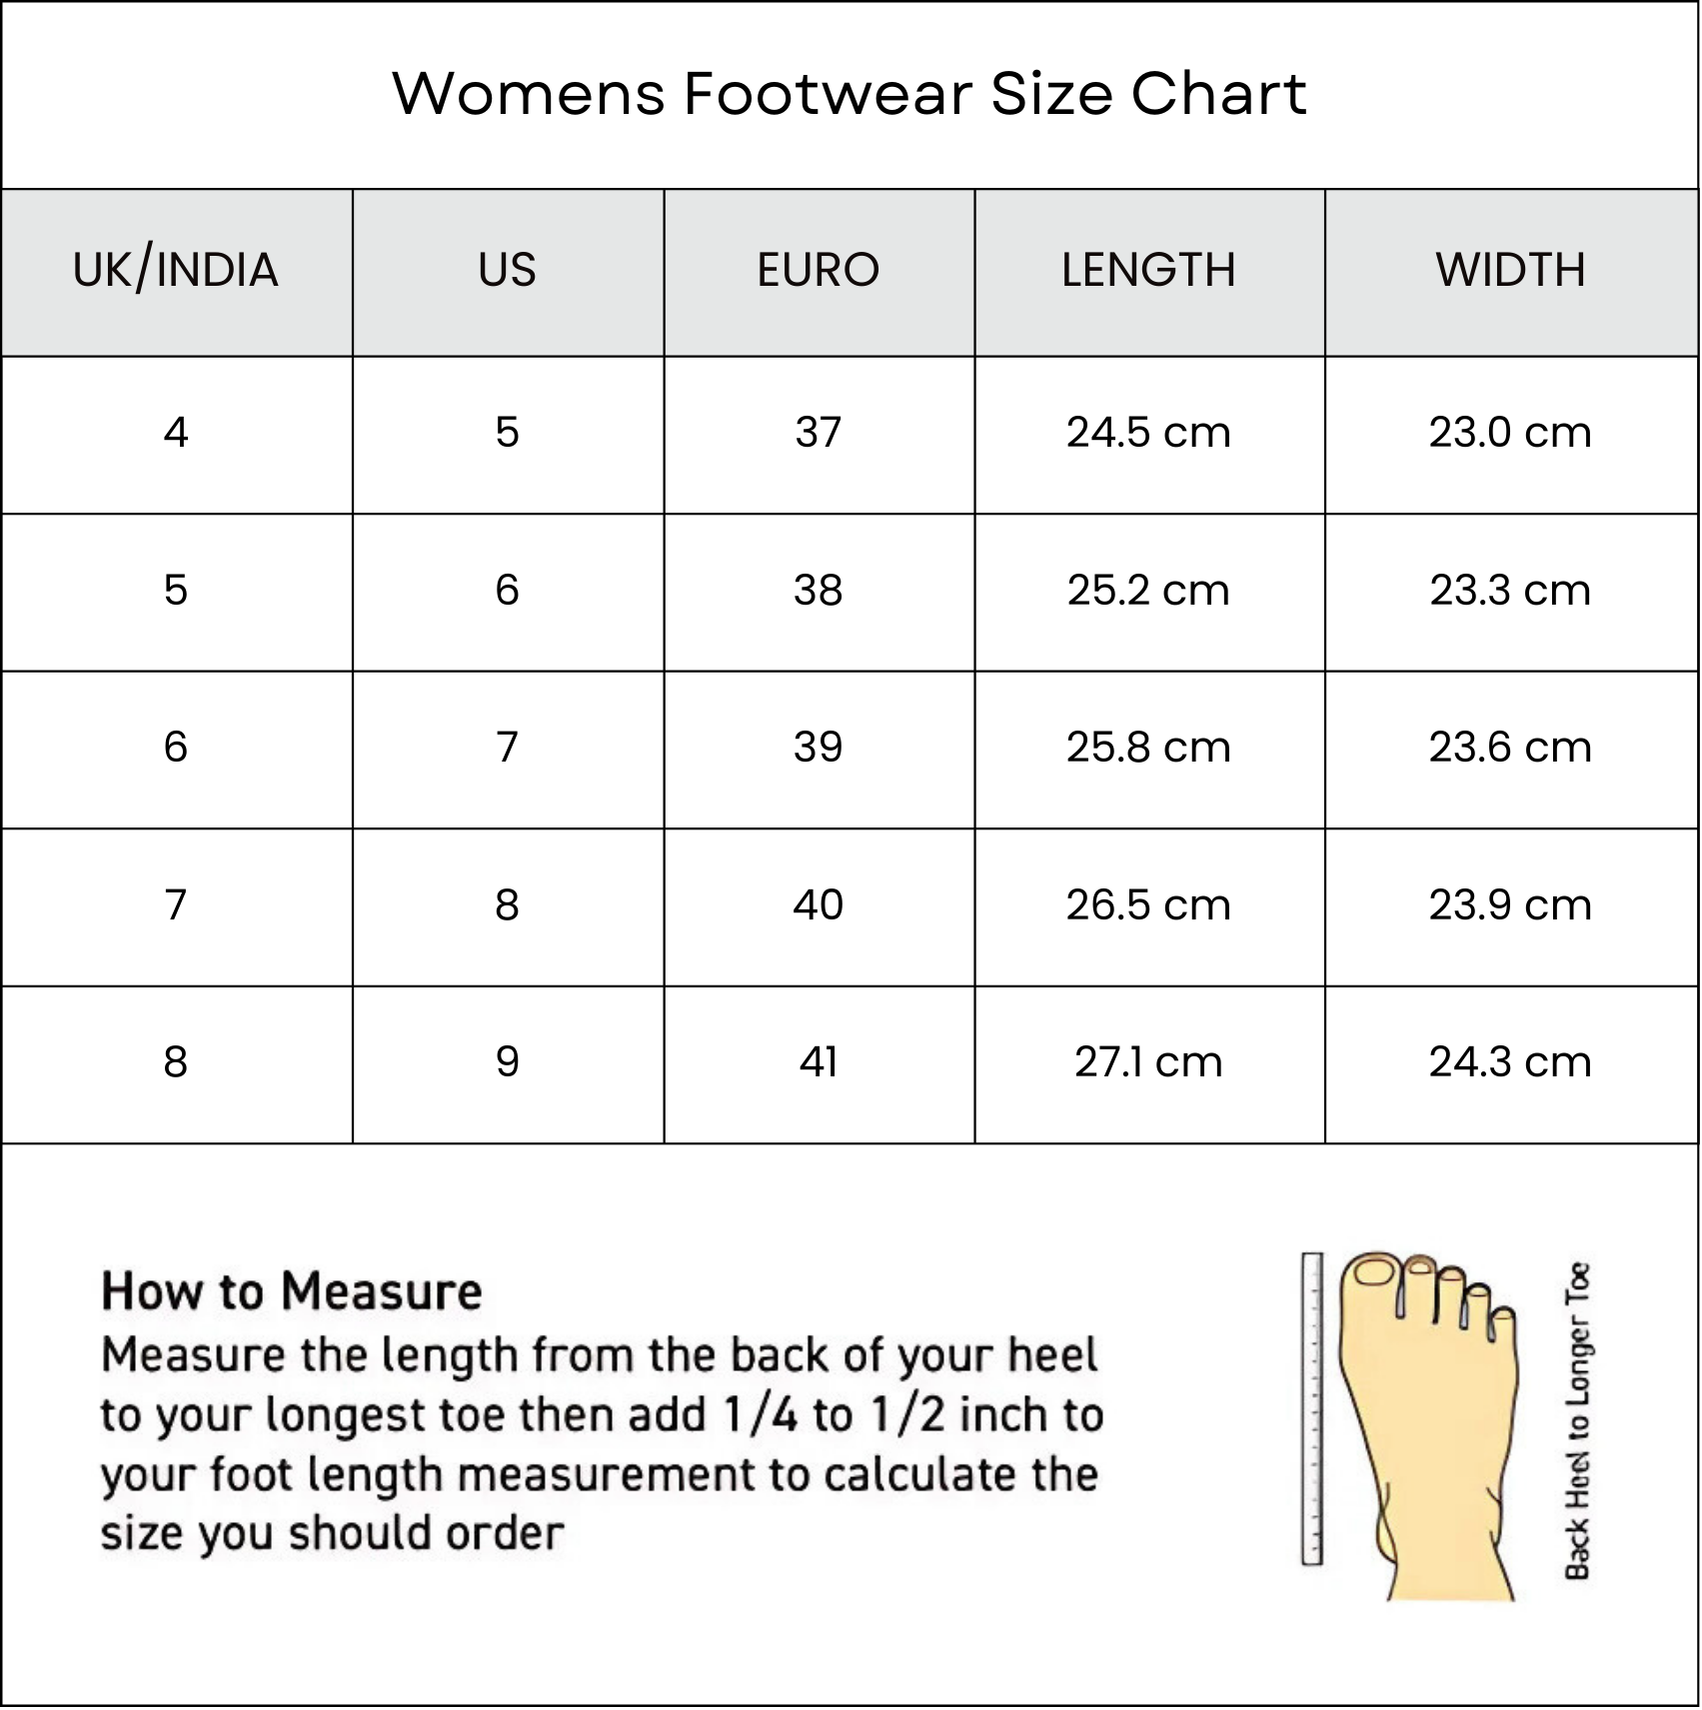 Womens Footwear Size Chart
UK/INDIA US EURO LENGTH WIDTH
4 5 37 24.5 cm 23.0 cm
5 6 38 25.2 cm 23.3 cm
6 7 39 25.8 cm 23.6 cm
7 8 40 26.5 cm 23.9 cm
8 9 41 27.1 cm 24.3 cm
How to Measure
Measure the length from the back of your heel
to your longest toe then add 1/4 to 1/2 inch to
your foot length measurement to calculate the
size you should order
Back Heel to Longer Toe